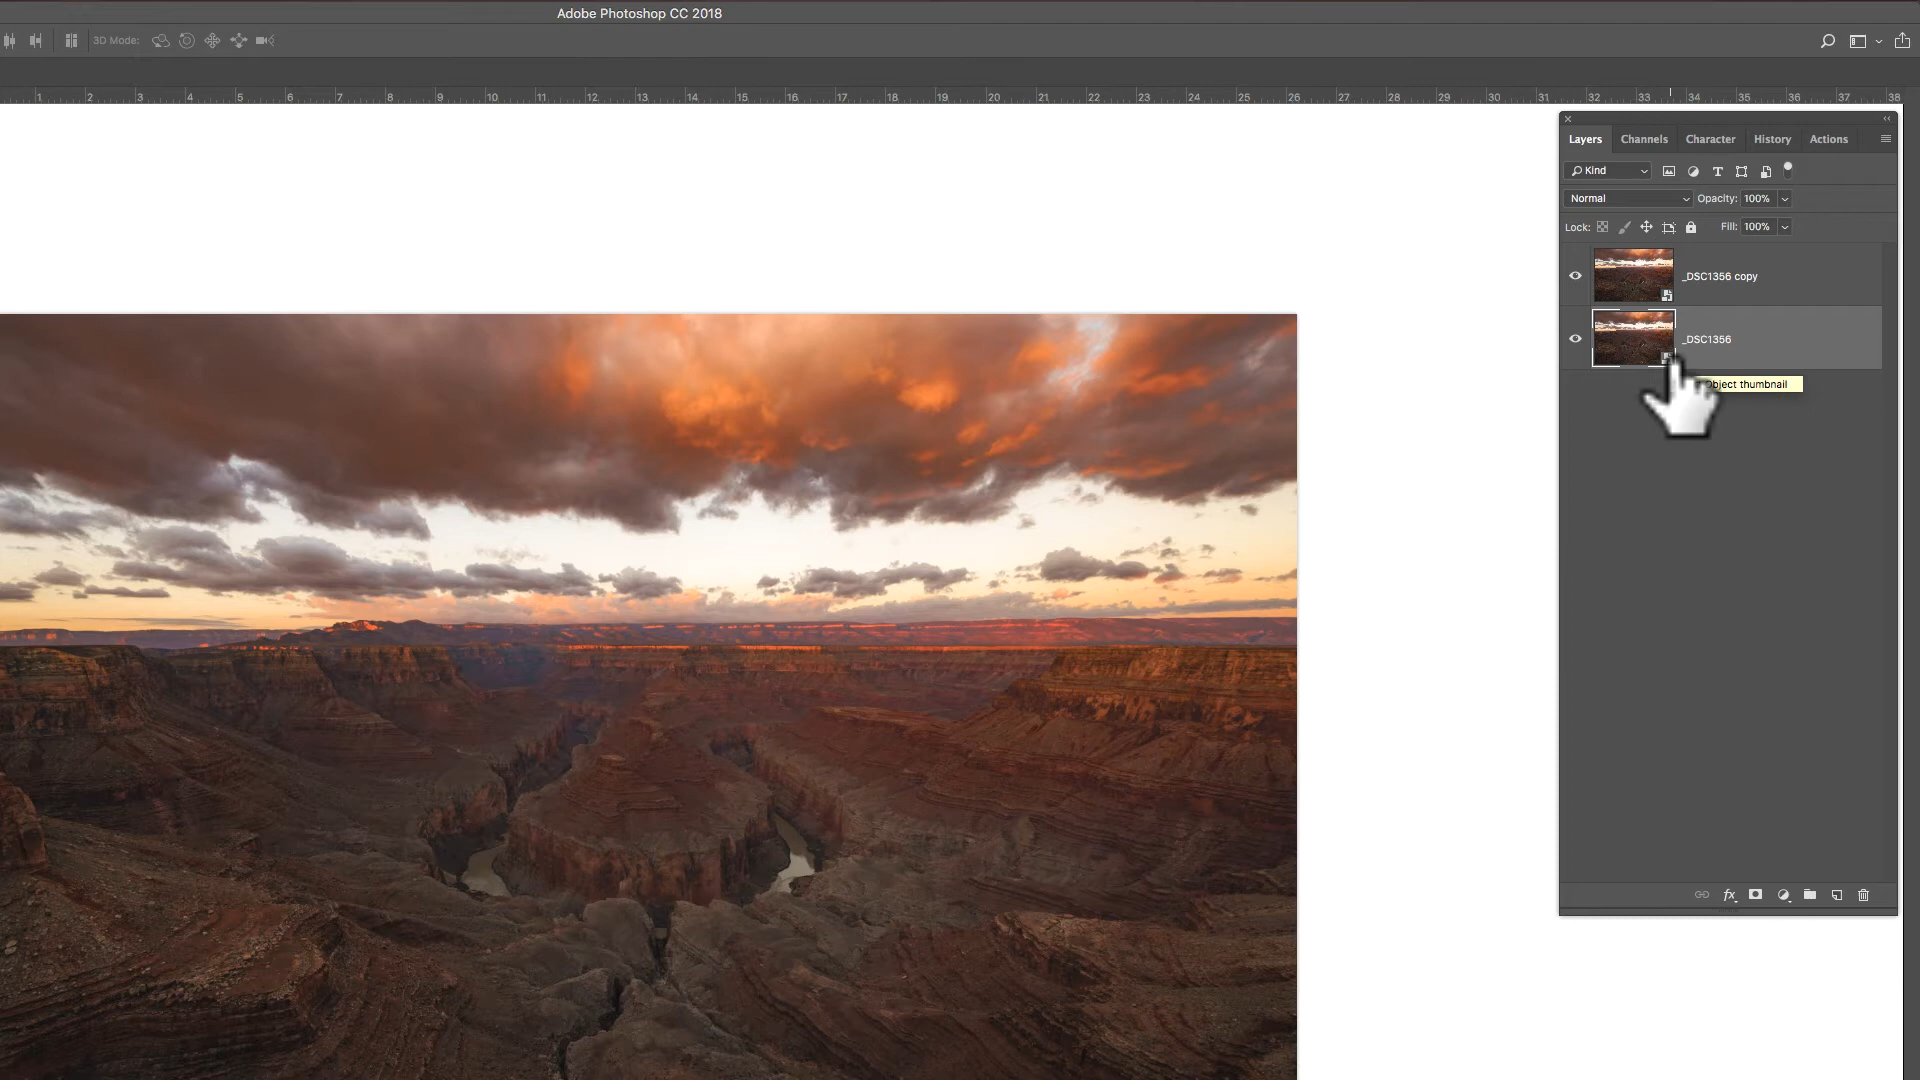 Adobe Photoshop CC 2018
3D Mode:
1 2 3 4 5 6 7 8 9 10 11 12 13 14 15 16 17 18 19 20 21 22 23 24 25 26 27 28 29 30 31 32 33 34 35 36 37 38
Layers Channels Character History Actions
Kind
Normal Opacity: 100%
Lock: Fill: 100%
_DSC1356 copy
_DSC1356
Object thumbnail
fx